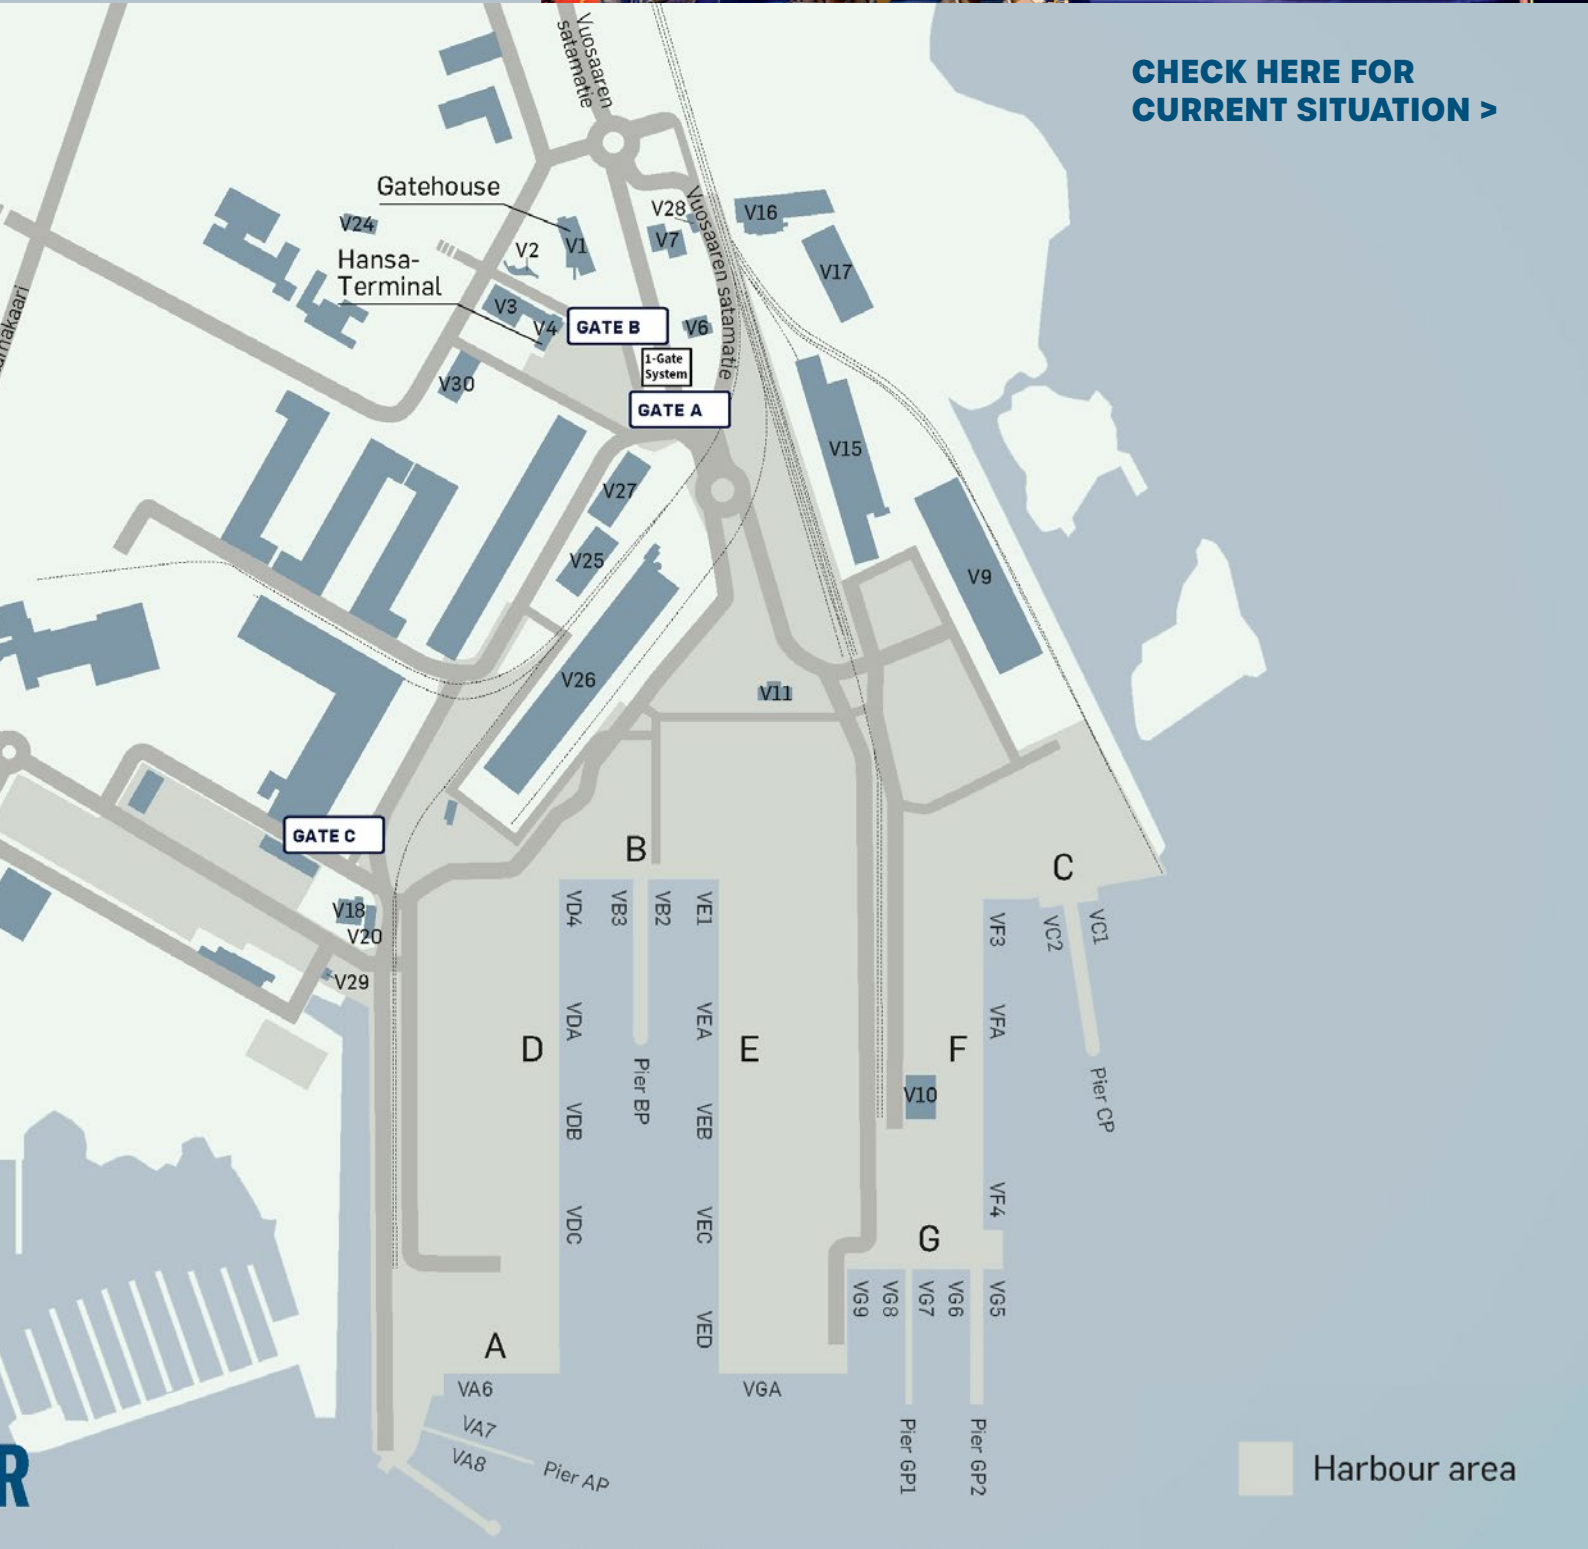 CHECK HERE FOR
CURRENT SITUATION >
Vuosaaren
satamatie
Gatehouse
V24
V28
V16
V2
V1
V7
Hansa-
Terminal
V17
Vuosaaren satamatie
V3
V4
GATE B
V6
1-Gate
System
V30
GATE A
V15
V27
V25
V9
V26
V11
GATE C
B
C
V18
V20
V29
VD4
VB3
VB2
VE1
VF3
VC2
VC1
VDA
VEA
VFA
D
E
F
Pier BP
Pier CP
V10
VDB
VEB
VDC
VEC
VF4
G
VED
VG9
VG8
VG7
VG6
VG5
A
VA6
VGA
VA7
VA8
Pier AP
Pier GP1
Pier GP2
R
Harbour area